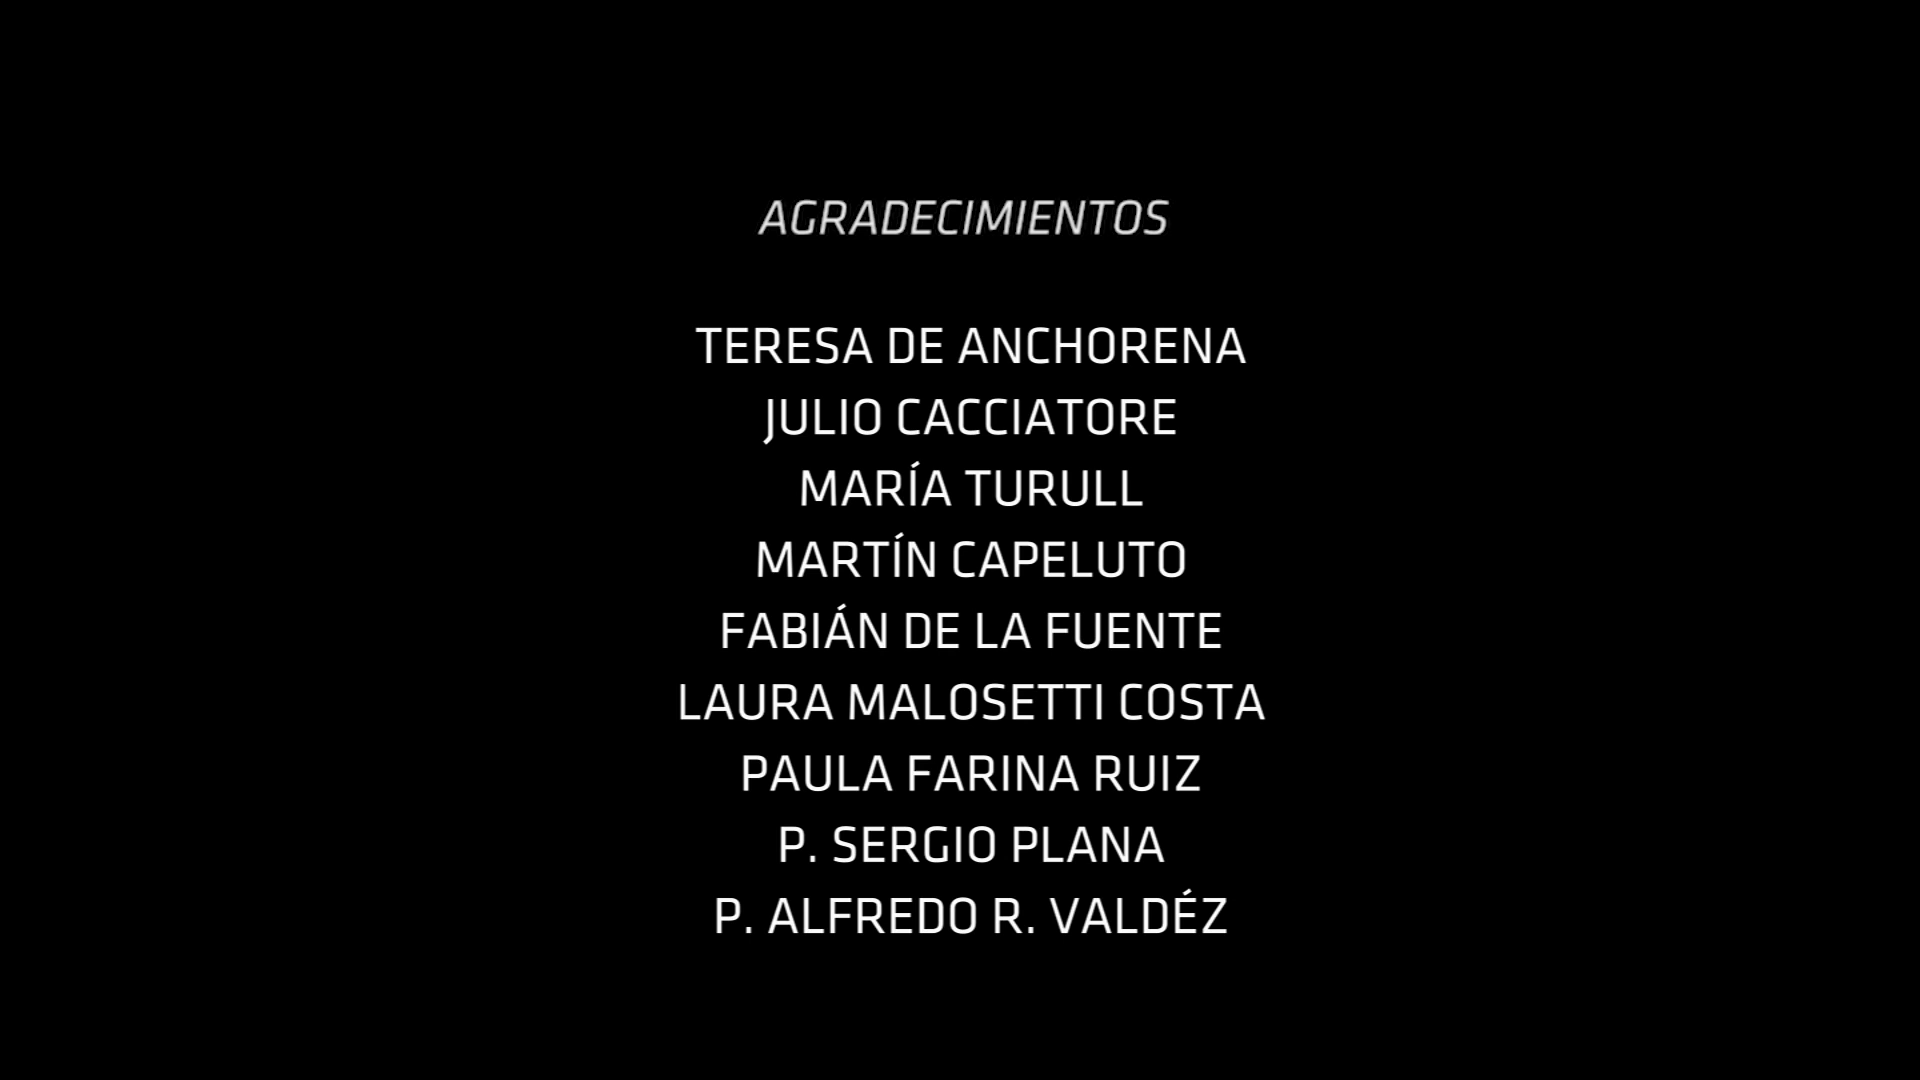 AGRADECIMIENTOS
TERESA DE ANCHORENA
JULIO CACCIATORE
MARÍA TURULL
MARTÍN CAPELUTO
FABIÁN DE LA FUENTE
LAURA MALOSETTI COSTA
PAULA FARINA RUIZ
P. SERGIO PLANA
P. ALFREDO R. VALDÉZ